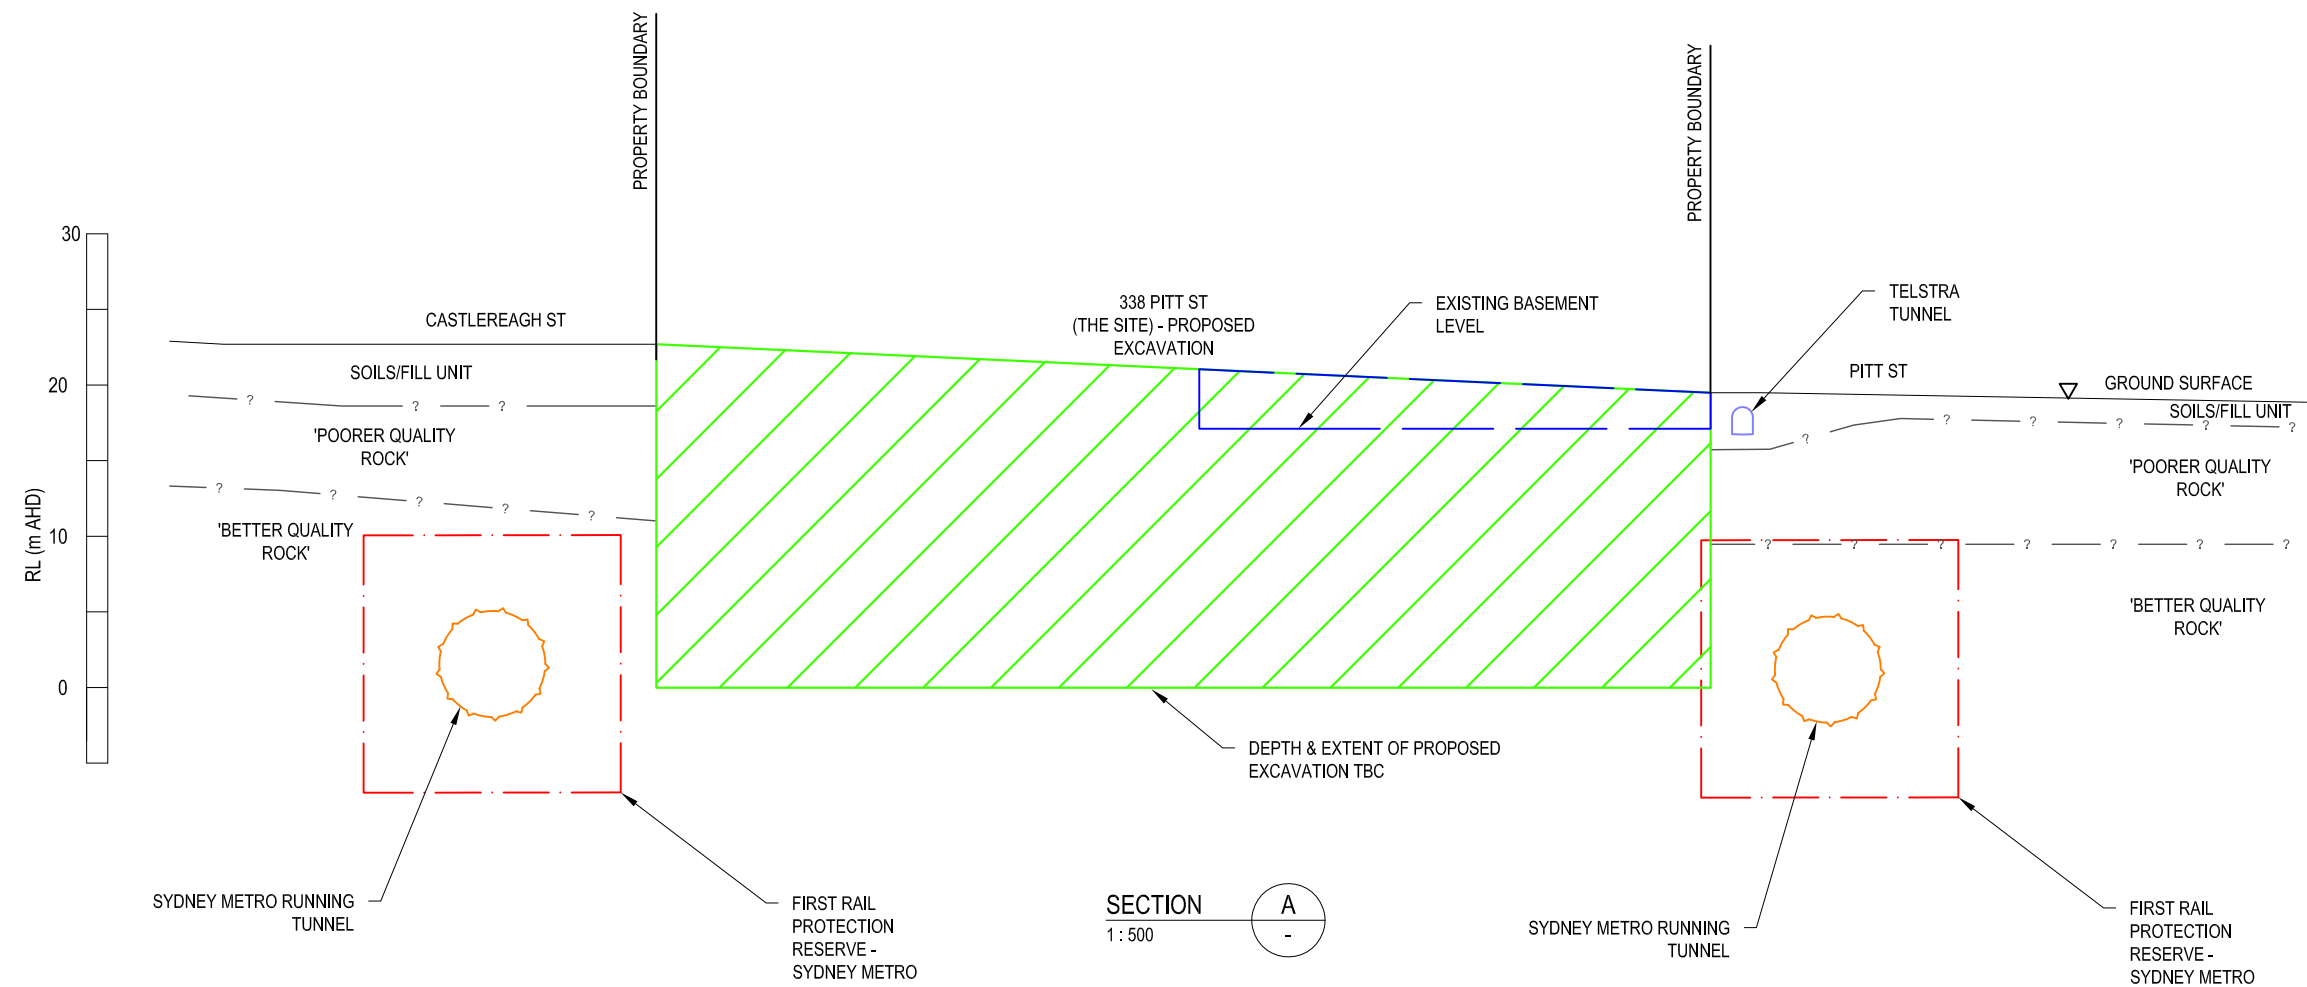 PROPERTY BOUNDARY
PROPERTY BOUNDARY
30
20
10
0
RL (m AHD)
CASTLEREAGH ST
SOILS/FILL UNIT
? ? ?
'POORER QUALITY
ROCK'
? ? ? ? ?
'BETTER QUALITY
ROCK'
338 PITT ST
(THE SITE) - PROPOSED
EXCAVATION
EXISTING BASEMENT
LEVEL
TELSTRA
TUNNEL
PITT ST
GROUND SURFACE
SOILS/FILL UNIT
? ? ? ? ? ?
'POORER QUALITY
ROCK'
? ? ? ? ? ? ?
'BETTER QUALITY
ROCK'
DEPTH & EXTENT OF PROPOSED
EXCAVATION TBC
SYDNEY METRO RUNNING
TUNNEL
FIRST RAIL
PROTECTION
RESERVE -
SYDNEY METRO
SECTION
1 : 500
A
-
SYDNEY METRO RUNNING
TUNNEL
FIRST RAIL
PROTECTION
RESERVE -
SYDNEY METRO